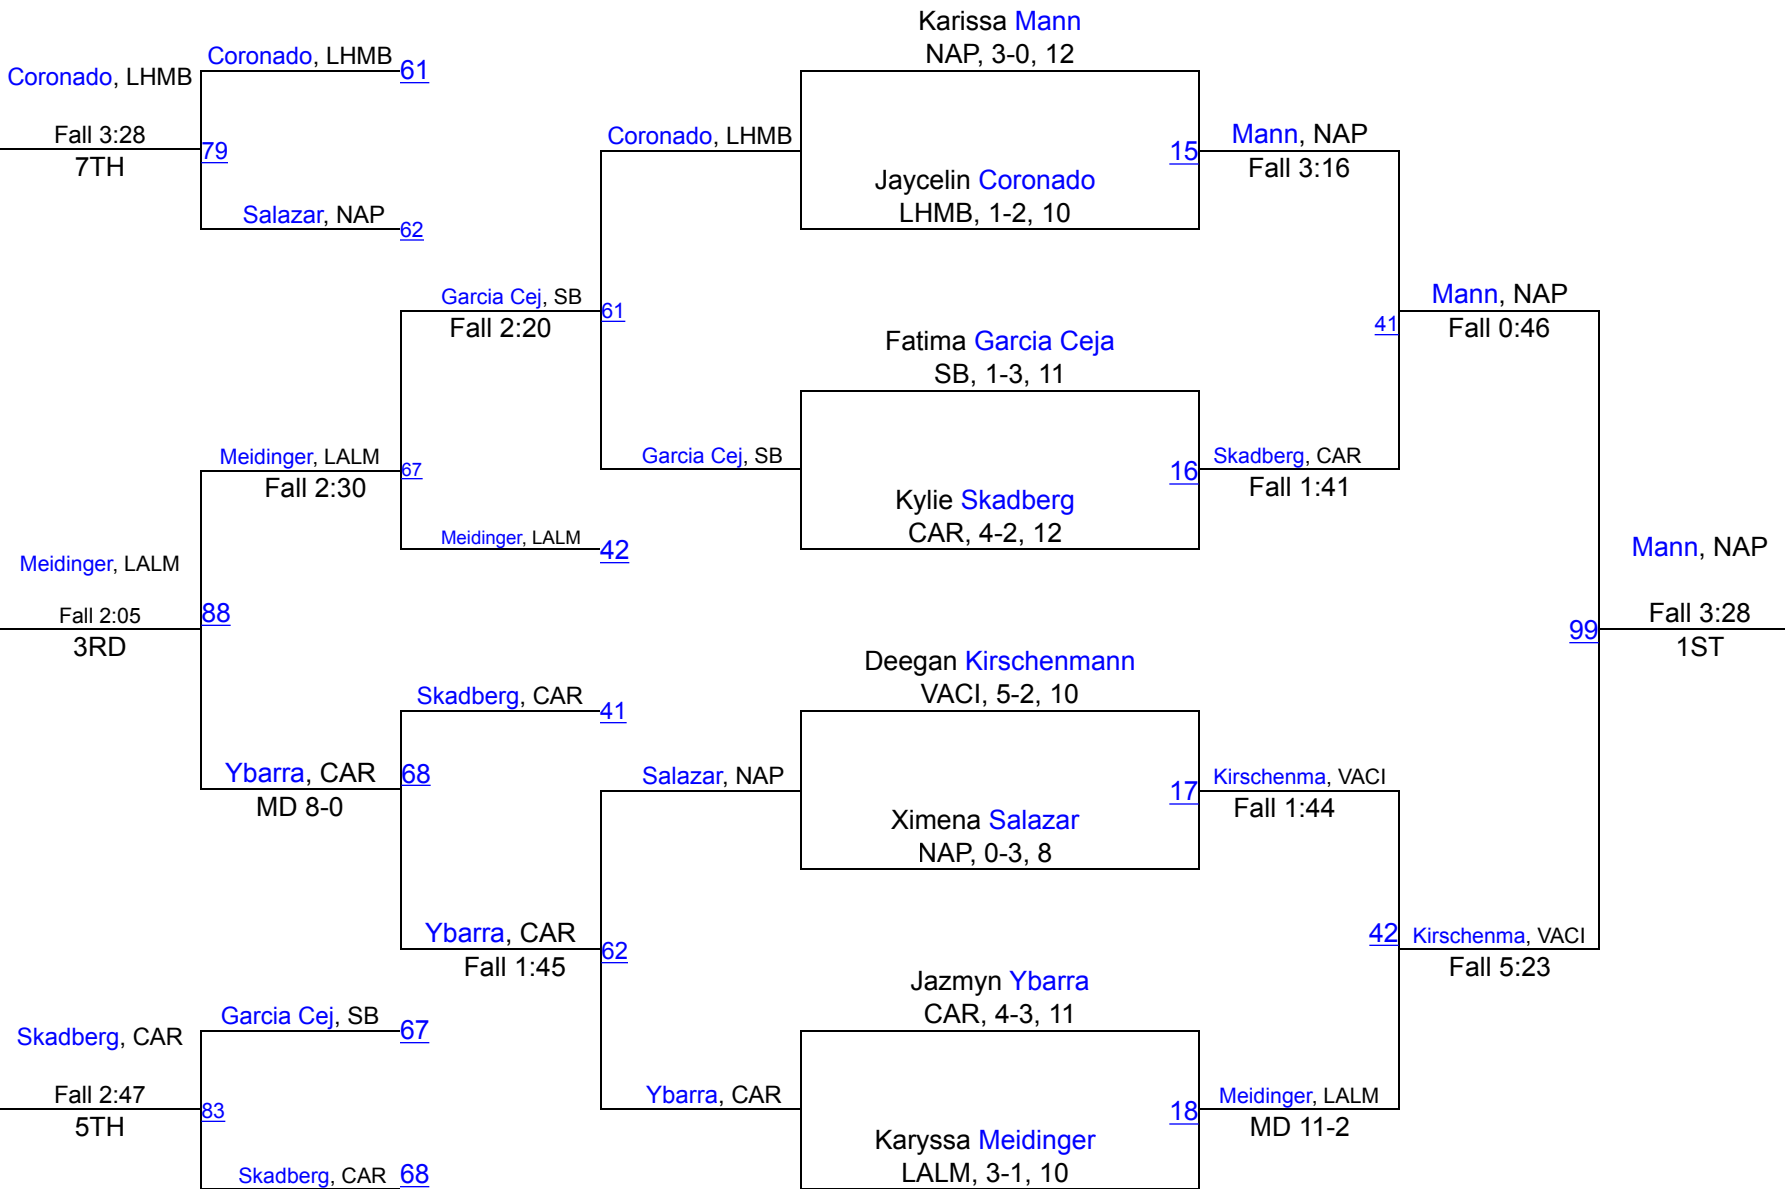 Karissa Mann
NAP, 3-0, 12
Coronado, LHMB
61
Coronado, LHMB
Fall 3:28
79
7TH
Salazar, NAP
62
Coronado, LHMB
15
Mann, NAP
Fall 3:16
Jaycelin Coronado
LHMB, 1-2, 10
Garcia Cej, SB
61
Fall 2:20
Mann, NAP
41
Fall 0:46
Fatima Garcia Ceja
SB, 1-3, 11
Meidinger, LALM
67
Fall 2:30
Garcia Cej, SB
16
Skadberg, CAR
Fall 1:41
Kylie Skadberg
CAR, 4-2, 12
Meidinger, LALM
42
Meidinger, LALM
Fall 2:05
88
3RD
Mann, NAP
Fall 3:28
99
1ST
Deegan Kirschenmann
VACI, 5-2, 10
Skadberg, CAR
41
Ybarra, CAR
68
MD 8-0
Salazar, NAP
17
Kirschenma, VACI
Fall 1:44
Ximena Salazar
NAP, 0-3, 8
Ybarra, CAR
62
Fall 1:45
42
Kirschenma, VACI
Fall 5:23
Jazmyn Ybarra
CAR, 4-3, 11
Garcia Cej, SB
67
Skadberg, CAR
Fall 2:47
83
5TH
Ybarra, CAR
18
Meidinger, LALM
MD 11-2
Karyssa Meidinger
LALM, 3-1, 10
Skadberg, CAR
68